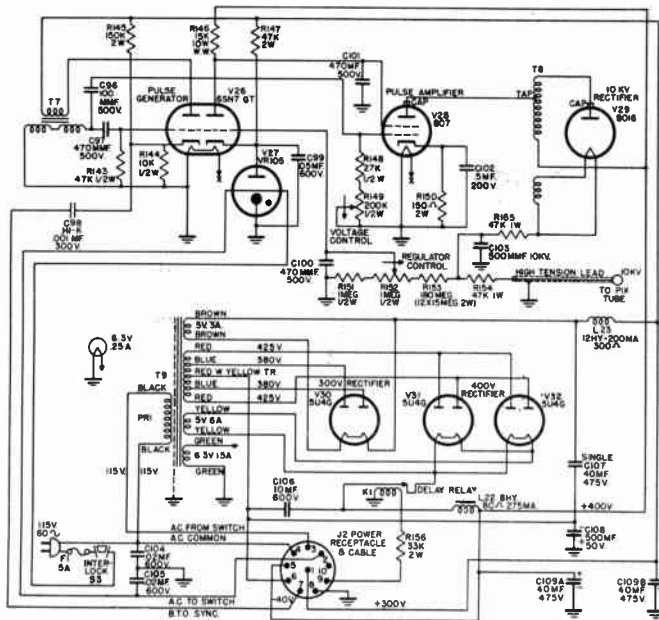 R145
150K
2W
R146
15K
10W
W.W.
R147
47K
2W
C101
470MMF
500V.
T8
10 KV
RECTIFIER
V29
8016
CAP
TAP
C96
100
MMF
500V.
PULSE
GENERATOR
V26
6SN7 GT
PULSE AMPLIFIER
CAP
V28
807
T7
C97
470MMF
500V.
R144
10K
1/2W
R143
47K 1/2W
V27
VR105
C99
.05MF
600V.
R148
27K
1/2W
R149
200K
1/2W
VOLTAGE
CONTROL
R150
150Ω
2W
C102
.5MF.
200V.
C98
HI-K
.001 MF
300V.
R165
47K 1W
C103
500MMF 10KV.
C100
470MMF
500V.
REGULATOR
CONTROL
R151
1MEG
1/2W
R152
1MEG
1/2W
R153
180MEG
(12X15MEG 2W)
R154
47K 1W
HIGH TENSION LEAD
10KV
TO PIX
TUBE
L23
12HY-200MA
300Ω
6.3V
.25A
BROWN
5V 3A
BROWN
RED 425V
BLUE 380V
RED W YELLOW TR
BLUE 380V
RED 425V
YELLOW
5V 6A
YELLOW
GREEN
6.3V 15A
GREEN
T9
BLACK
PRI
BLACK
115V. 115V.
300V RECTIFIER
V30
5U4G
V31
5U4G
400V
RECTIFIER
V32
5U4G
SINGLE
C107
40MF
475V.
C106
10MF
600V.
K1
DELAY RELAY
L22 8HY
80Ω 275MA
+400V
C108
500MF
50V.
R156
33K
2W
A.C. FROM SWITCH
A.C. COMMON
J2 POWER
RECEPTACLE
& CABLE
115V.
60~
F1
5A
INTER-
LOCK
S3
C104
.02MF
600V.
C105
.02MF
600V.
A.C. TO SWITCH
B.T.O. SYNC.
-40V
+300V
C109A
40MF
475V.
C109B
40MF
475V.